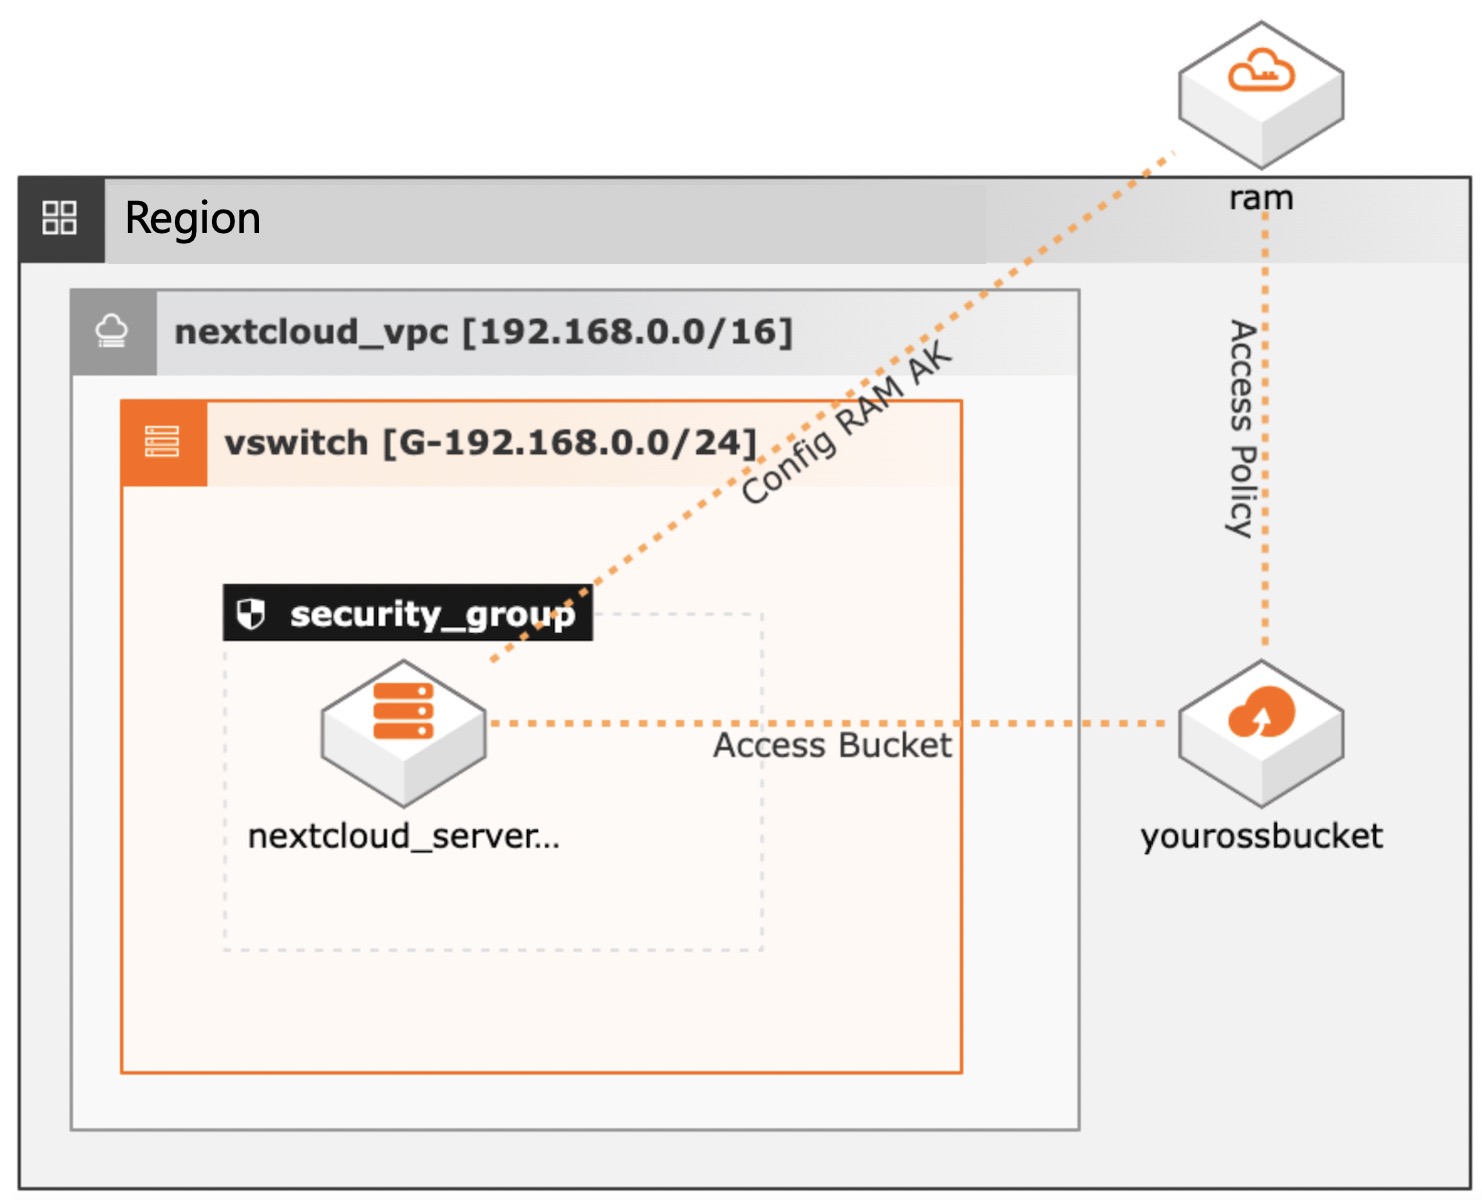 ram
Region
nextcloud_vpc [192.168.0.0/16]
vswitch [G-192.168.0.0/24]
Config RAM AK
Access Policy
security_group
Access Bucket
nextcloud_server...
yourossbucket